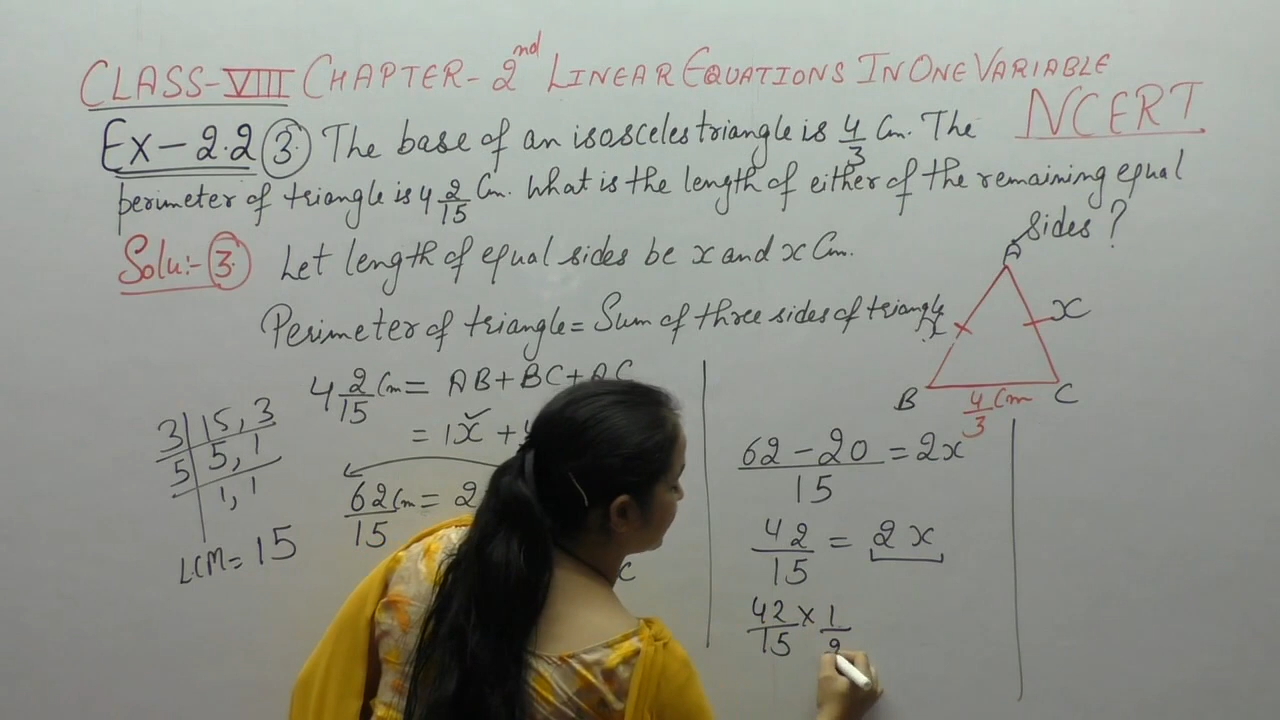 CLASS-VIII CHAPTER-2nd LINEAR EQUATIONS IN ONE VARIABLE
NCERT
Ex-2.2 3. The base of an isosceles triangle is 4/3 Cm. The
perimeter of triangle is 4 2/15 Cm. What is the length of either of the remaining equal
sides?
Solu:- 3. Let length of equal sides be x and x Cm.
Perimeter of triangle = Sum of three sides of triangle
A
x
x
B
4/3 Cm
C
3 | 15, 3
5 | 5, 1
1, 1
LCM = 15
4 2/15 Cm = AB + BC + AC
= 1x +
62/15 Cm = 2
(62 - 20)/15 = 2x
42/15 = 2x
42/15 × 1/2